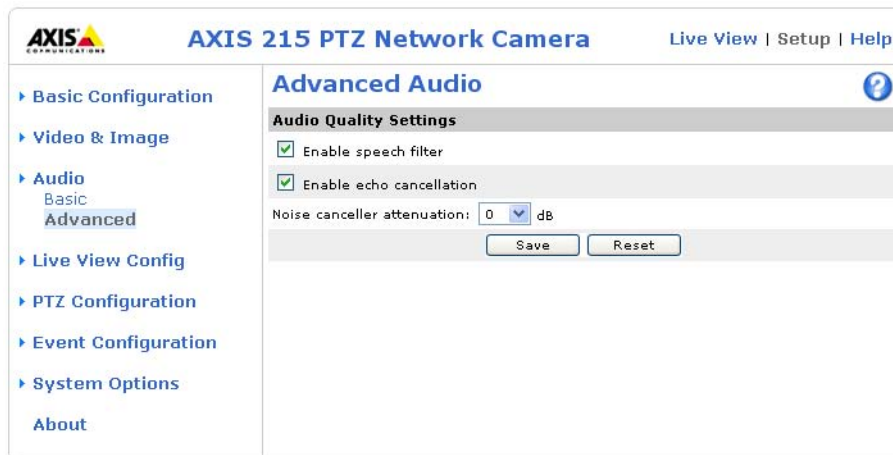 AXIS
COMMUNICATIONS
AXIS 215 PTZ Network Camera
Live View | Setup | Help
Basic Configuration
Video & Image
Audio
Basic
Advanced
Live View Config
PTZ Configuration
Event Configuration
System Options
About
Advanced Audio
?
Audio Quality Settings
Enable speech filter
Enable echo cancellation
Noise canceller attenuation: 0 dB
Save Reset